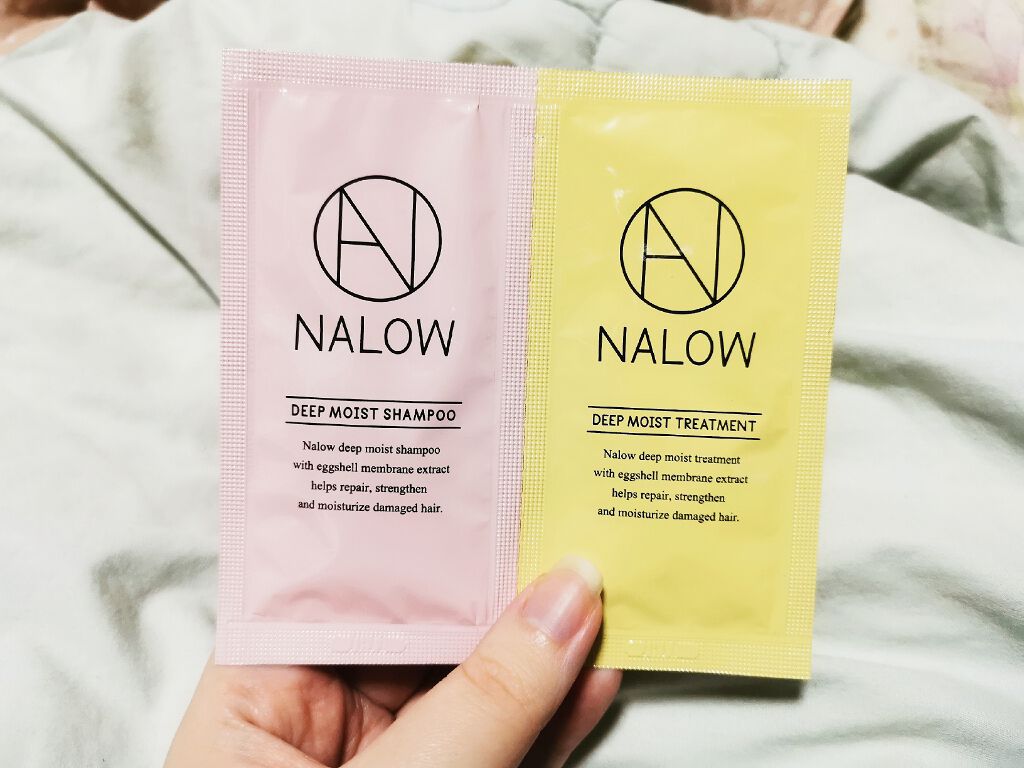 NALOW
DEEP MOIST SHAMPOO
Nalow deep moist shampoo
with eggshell membrane extract
helps repair, strengthen
and moisturize damaged hair.
NALOW
DEEP MOIST TREATMENT
Nalow deep moist treatment
with eggshell membrane extract
helps repair, strengthen
and moisturize damaged hair.